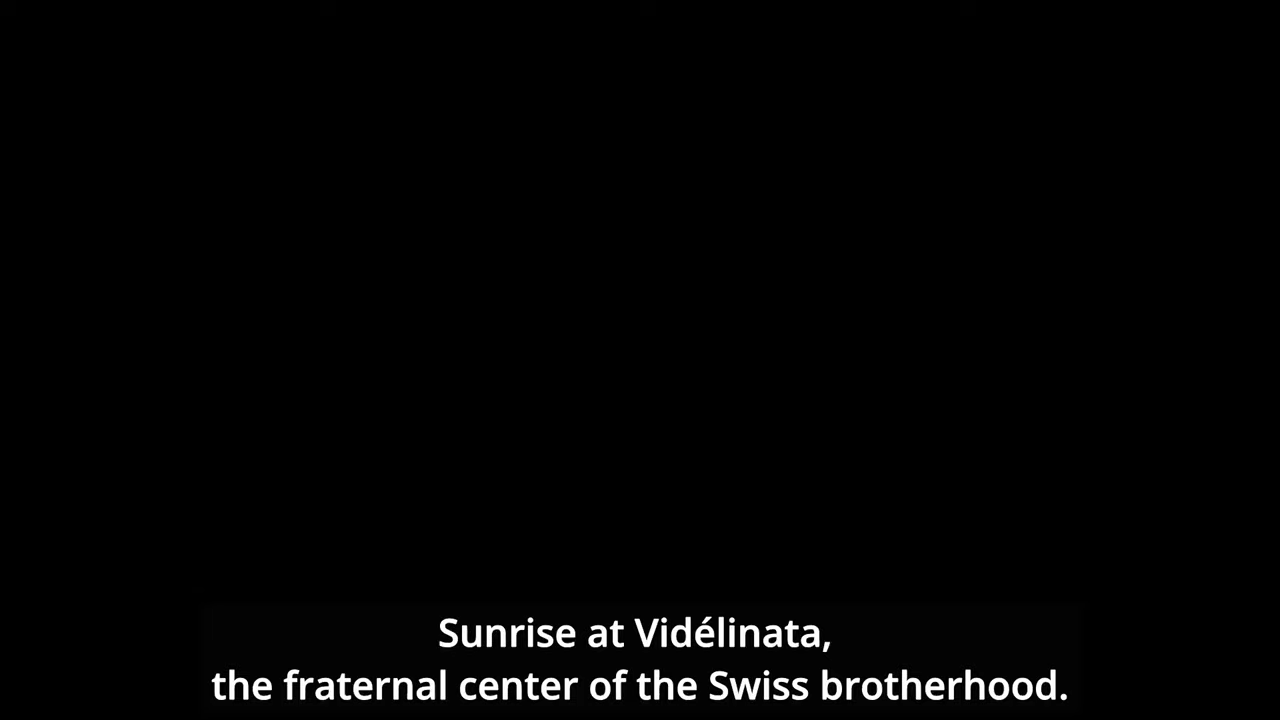 Sunrise at Vidélinata,
the fraternal center of the Swiss brotherhood.